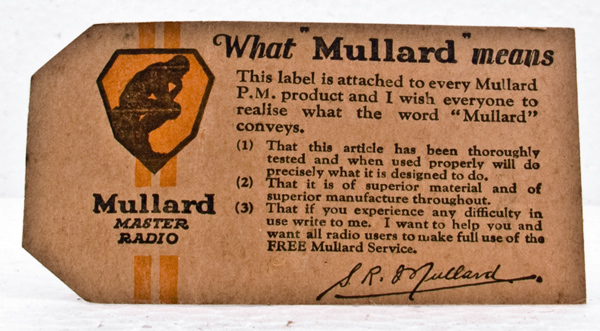 What "Mullard" means
This label is attached to every Mullard
P.M. product and I wish everyone to
realise what the word "Mullard"
conveys.
(1) That this article has been thoroughly
tested and when used properly will do
precisely what it is designed to do.
(2) That it is of superior material and of
superior manufacture throughout.
(3) That if you experience any difficulty in
use write to me. I want to help you and
want all radio users to make full use of the
FREE Mullard Service.
S. R. Mullard.
Mullard
MASTER
RADIO